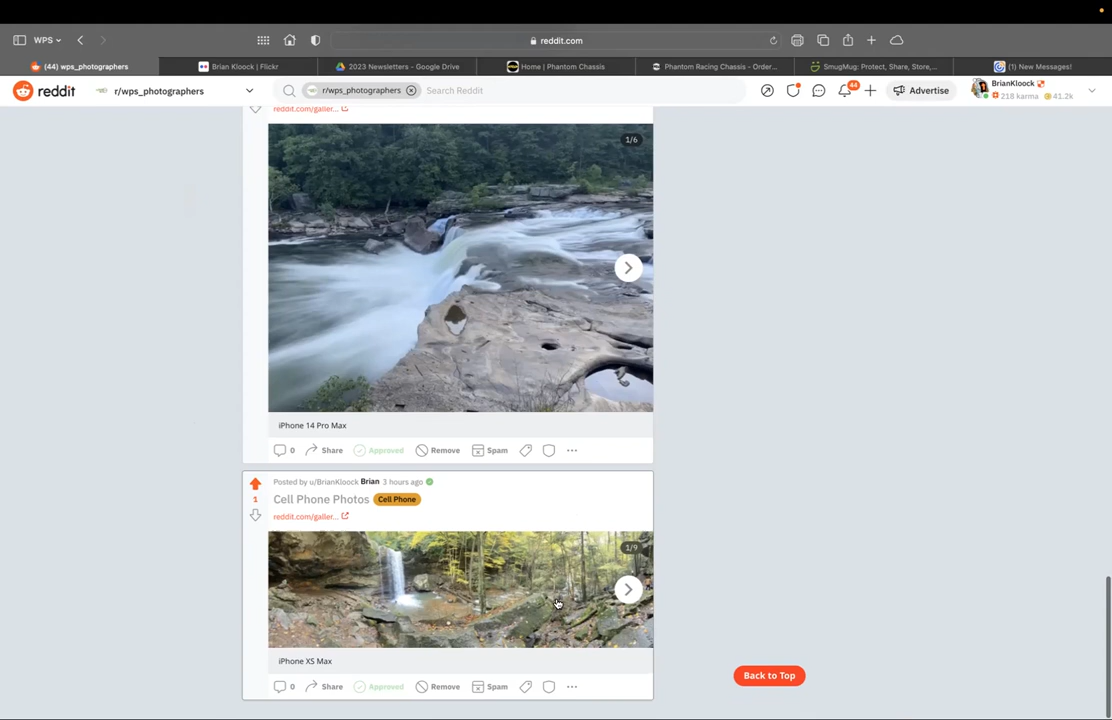 WPS
reddit.com
(44) wps_photographers
Brian Kloock | Flickr
2023 Newsletters - Google Drive
Home | Phantom Chassis
Phantom Racing Chassis - Order...
SmugMug: Protect, Share, Store,...
(1) New Messages!
reddit
r/wps_photographers
r/wps_photographers
Search Reddit
44
Advertise
BrianKloock
218 karma
41.2k
reddit.com/galler...
1/6
iPhone 14 Pro Max
0
Share
Approved
Remove
Spam
...
Posted by u/BrianKloock Brian 3 hours ago
1
Cell Phone Photos
Cell Phone
reddit.com/galler...
1/9
iPhone XS Max
0
Share
Approved
Remove
Spam
...
Back to Top